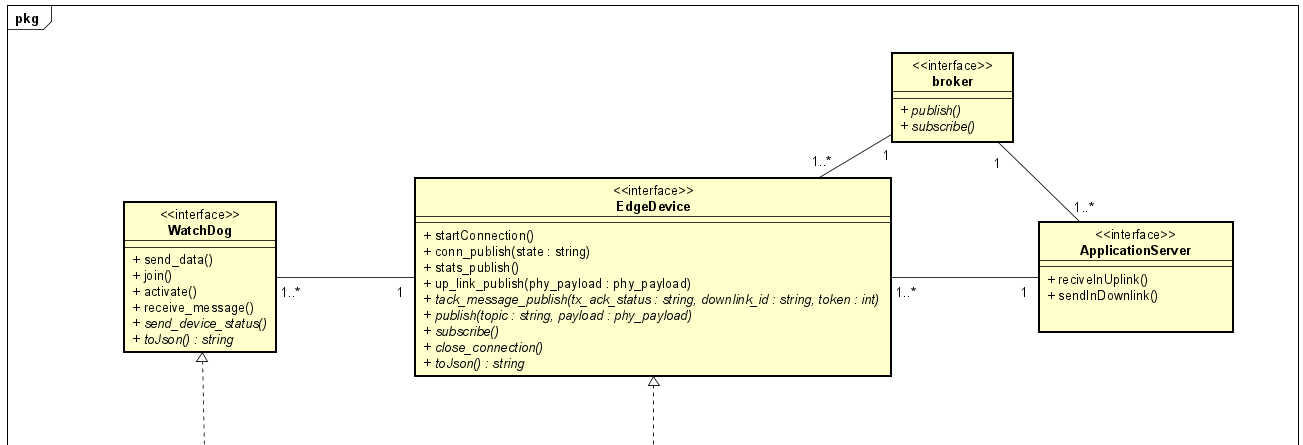 pkg
<<interface>>
broker
+ publish()
+ subscribe()
1..*
1
1
1..*
<<interface>>
WatchDog
+ send_data()
+ join()
+ activate()
+ receive_message()
+ send_device_status()
+ toJson() : string
1..*
1
<<interface>>
EdgeDevice
+ startConnection()
+ conn_publish(state : string)
+ stats_publish()
+ up_link_publish(phy_payload : phy_payload)
+ tack_message_publish(tx_ack_status : string, downlink_id : string, token : int)
+ publish(topic : string, payload : phy_payload)
+ subscribe()
+ close_connection()
+ toJson() : string
1..*
1
<<interface>>
ApplicationServer
+ reciveInUplink()
+ sendInDownlink()